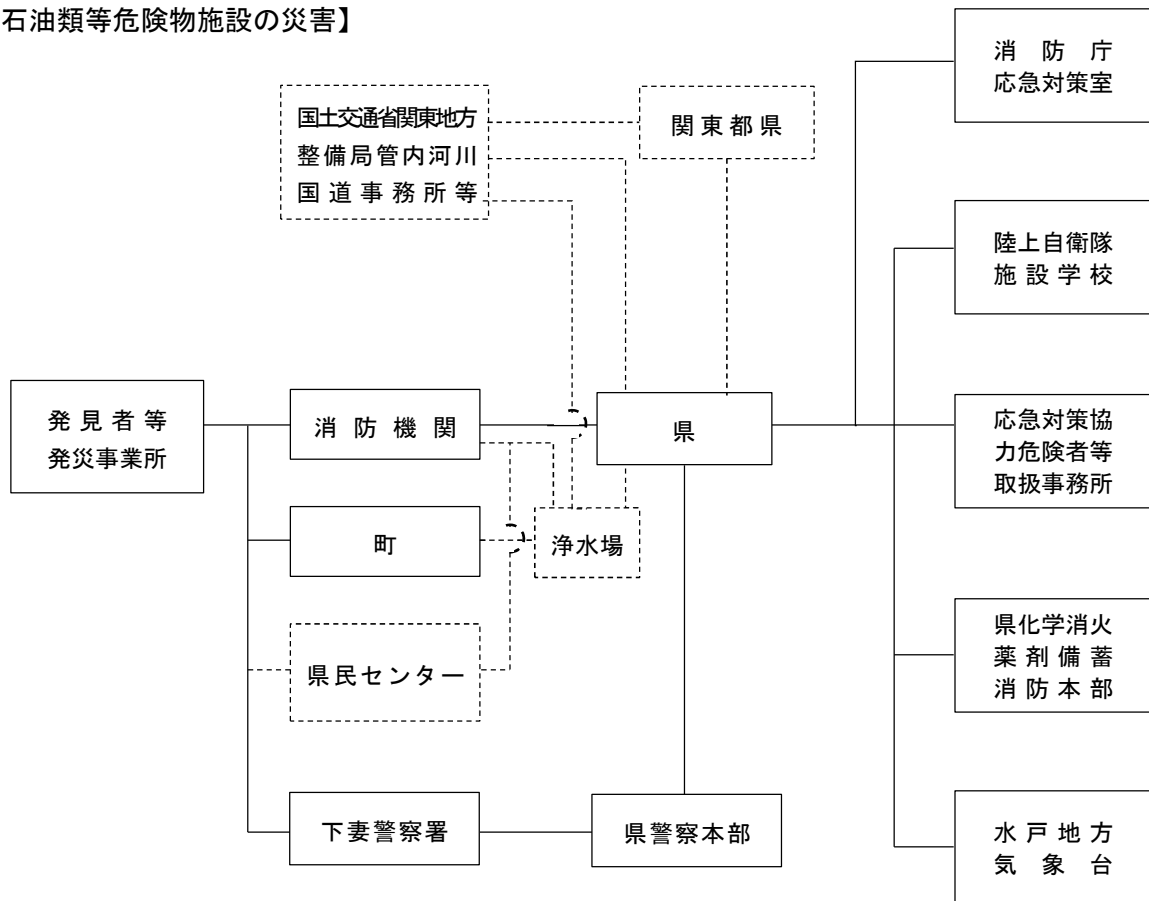 石油類等危険物施設の災害】
消防庁
応急対策室
国土交通省関東地方
整備局管内河川
国道事務所等
関東都県
陸上自衛隊
施設学校
発見者等
発災事業所
消防機関
県
応急対策協
力危険者等
取扱事務所
町
浄水場
県民センター
県化学消火
薬剤備蓄
消防本部
下妻警察署
県警察本部
水戸地方
気象台